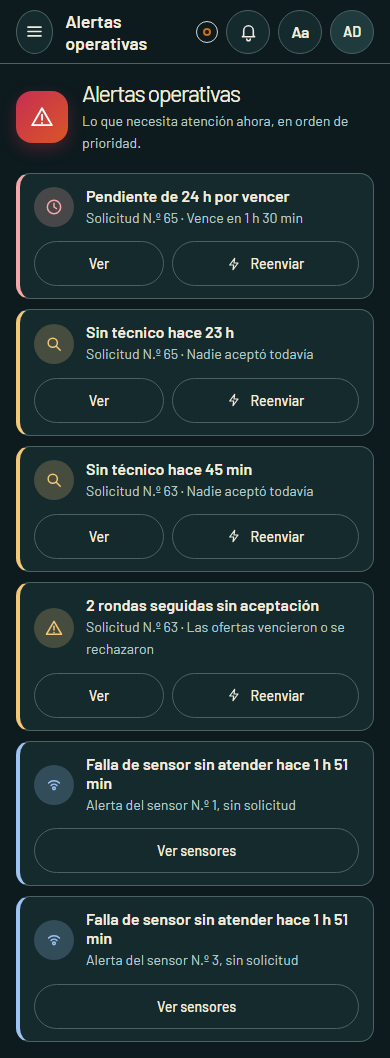 Alertas
operativas
Aa
AD
Alertas operativas
Lo que necesita atención ahora, en orden de
prioridad.
Pendiente de 24 h por vencer
Solicitud N.º 65 · Vence en 1 h 30 min
Ver
Reenviar
Sin técnico hace 23 h
Solicitud N.º 65 · Nadie aceptó todavía
Ver
Reenviar
Sin técnico hace 45 min
Solicitud N.º 63 · Nadie aceptó todavía
Ver
Reenviar
2 rondas seguidas sin aceptación
Solicitud N.º 63 · Las ofertas vencieron o se
rechazaron
Ver
Reenviar
Falla de sensor sin atender hace 1 h 51
min
Alerta del sensor N.º 1, sin solicitud
Ver sensores
Falla de sensor sin atender hace 1 h 51
min
Alerta del sensor N.º 3, sin solicitud
Ver sensores